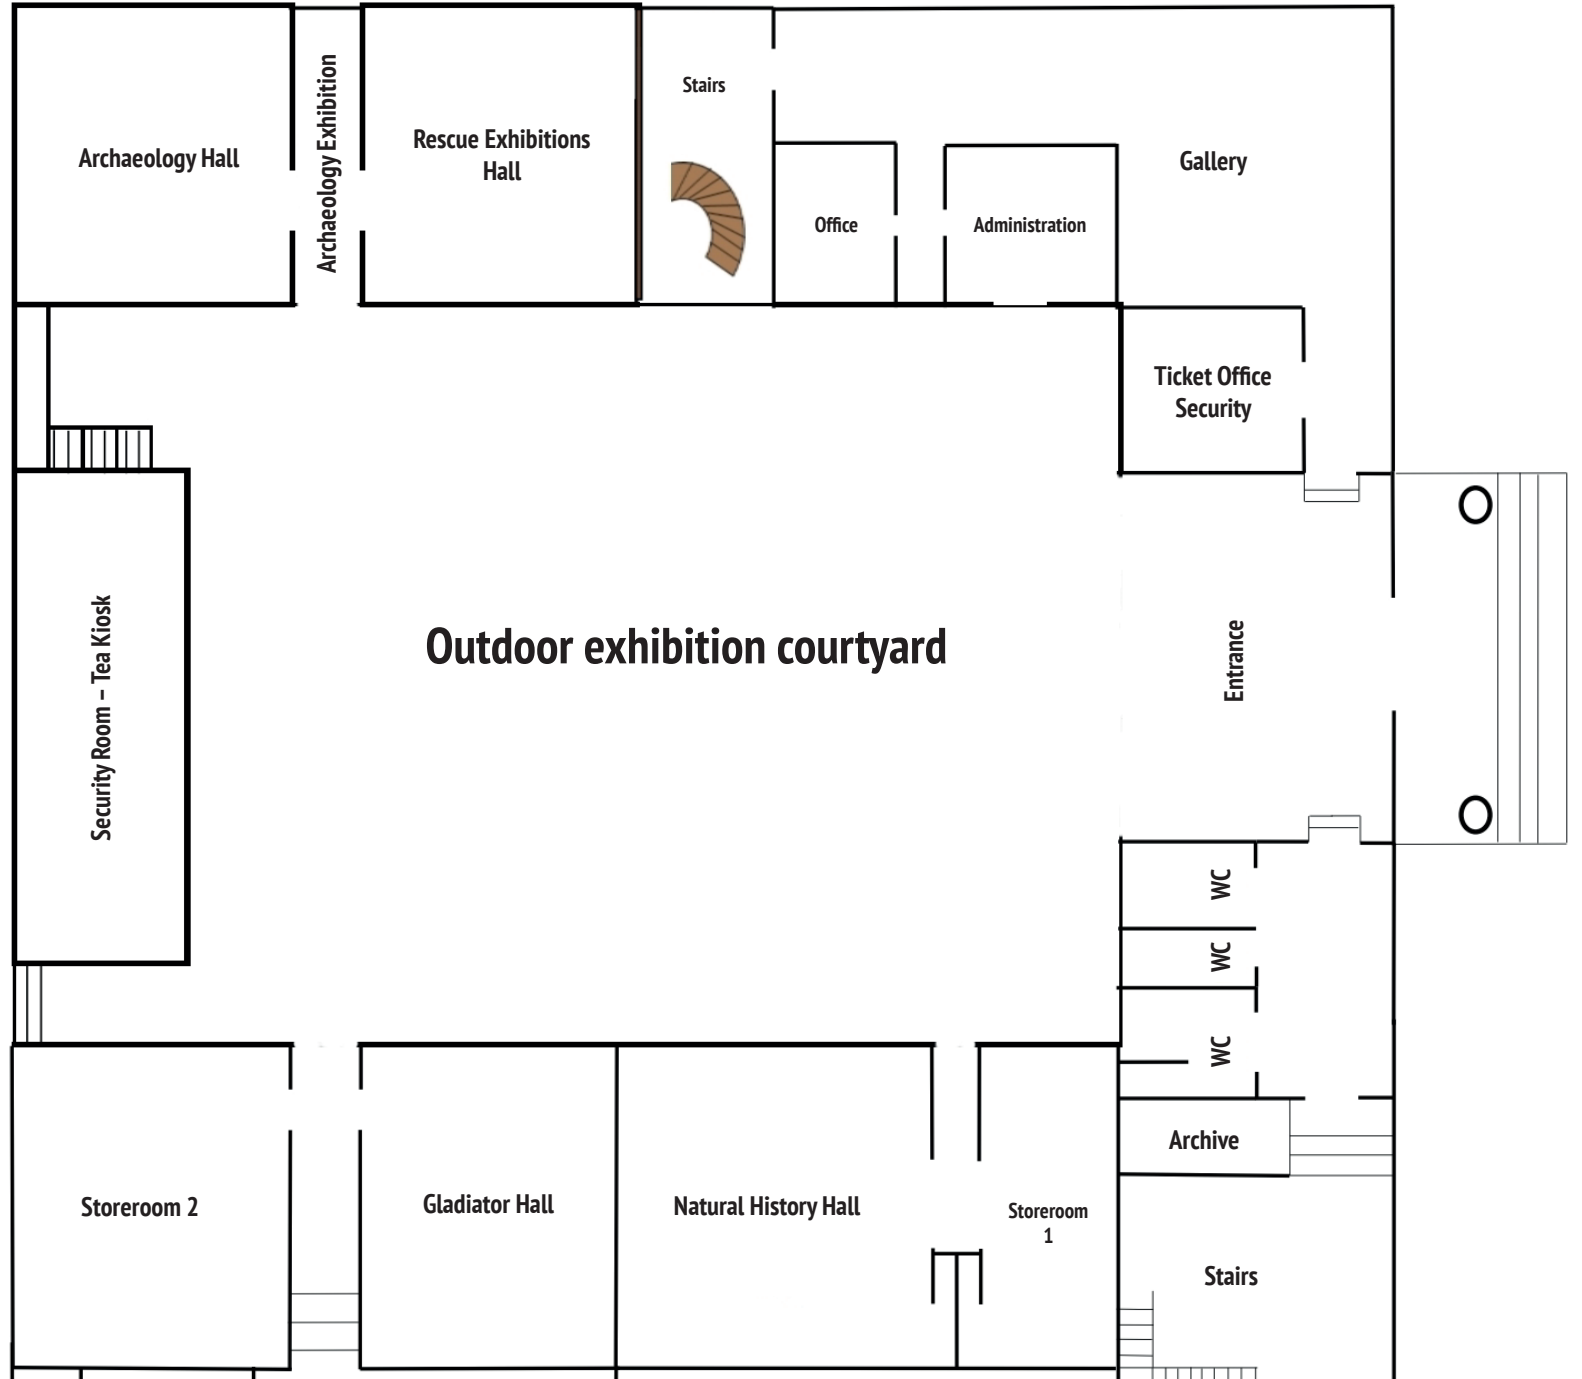 Archaeology Hall
Archaeology Exhibition
Rescue Exhibitions
Hall
Stairs
Office
Administration
Gallery
Ticket Office
Security
Security Room – Tea Kiosk
Outdoor exhibition courtyard
Entrance
WC
WC
WC
Archive
Storeroom 2
Gladiator Hall
Natural History Hall
Storeroom
1
Stairs